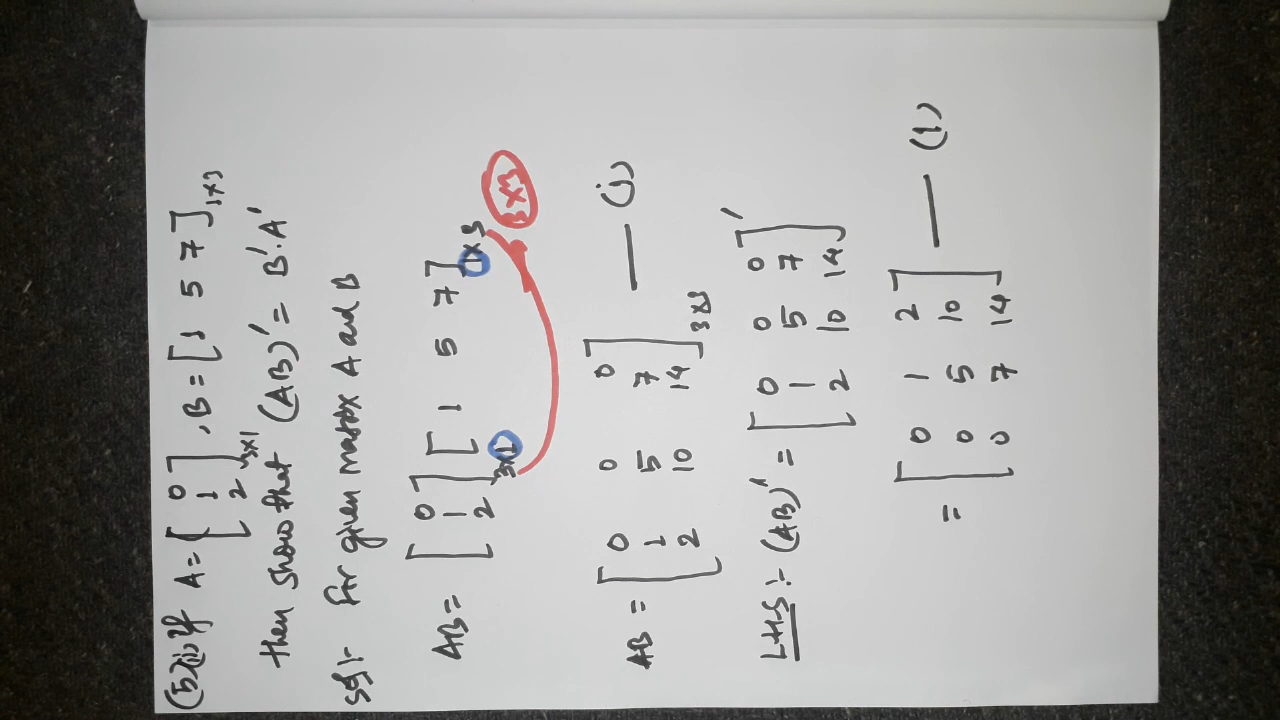 (5)(ii) If A = [ 0 1 2 ]3×1 , B = [ 1 5 7 ]1×3
then show that (AB)' = B'.A'
sol:- for given matrix A and B
AB = [ 0 1 2 ]3×1 [ 1 5 7 ]1×3 3×3
AB = [ 0 0 0
1 5 7
2 10 14 ]3×3 — (i)
LHS :- (AB)' = [ 0 0 0
1 5 7
2 10 14 ]'
= [ 0 1 2
0 5 10
0 7 14 ] — (1)